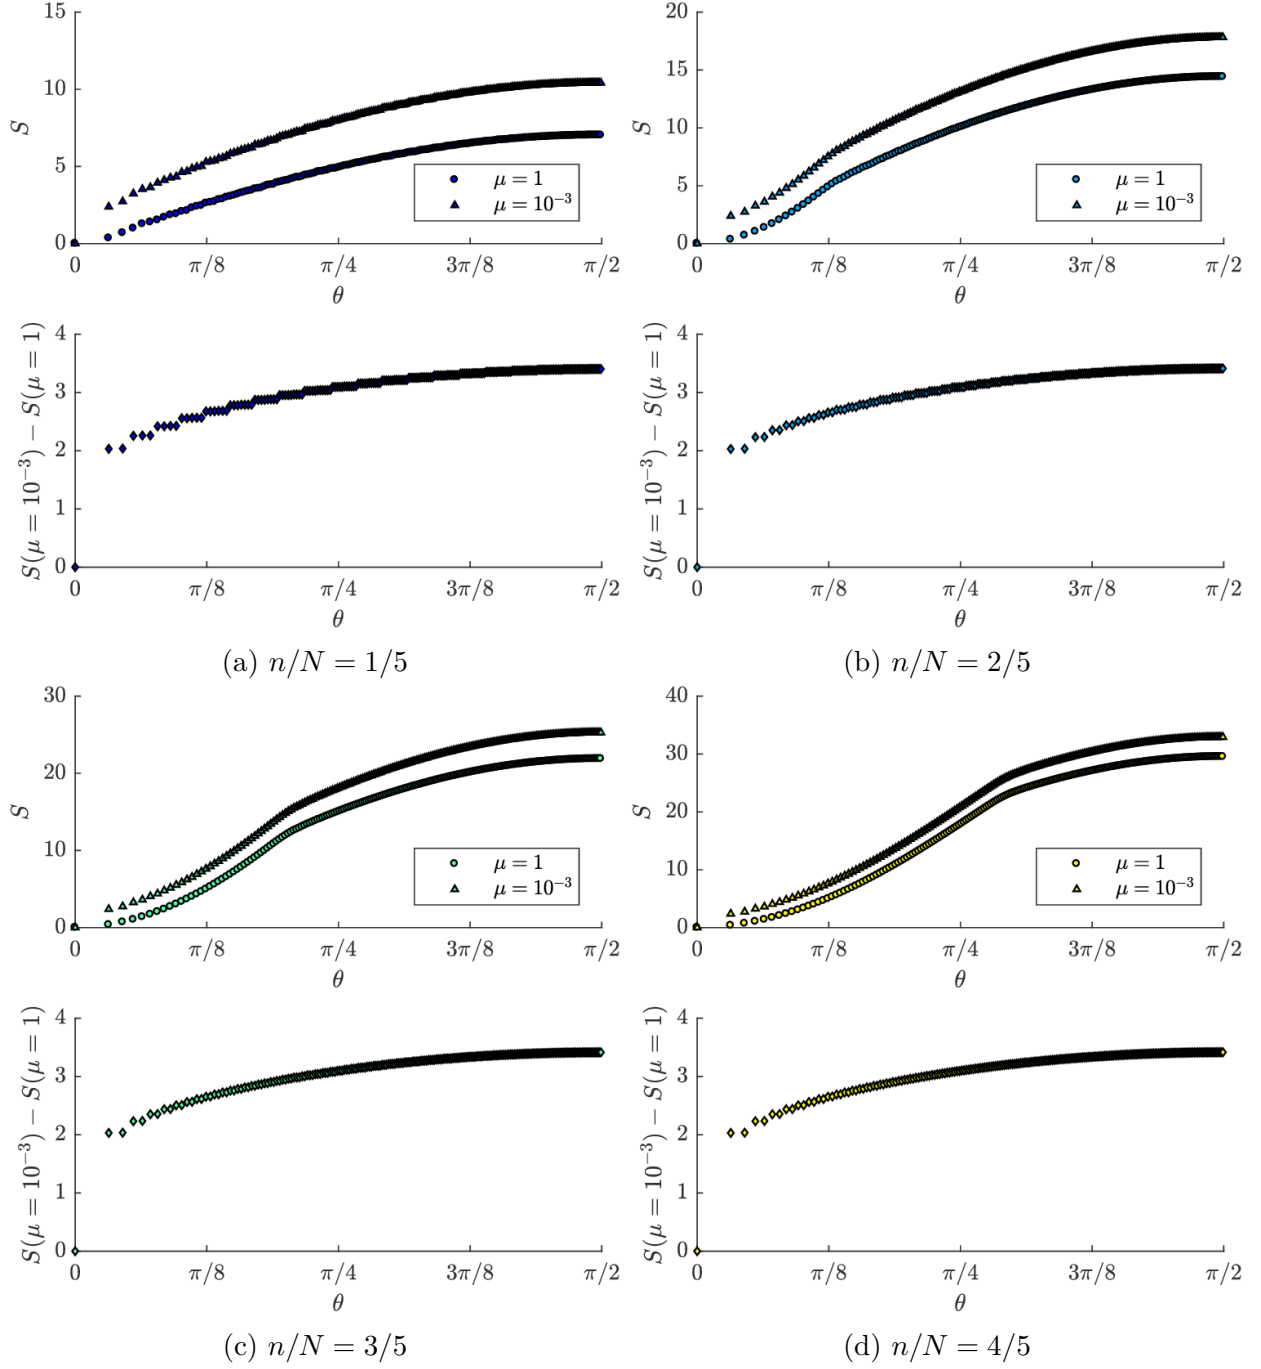 15
10
5
0
S
0 π/8 π/4 3π/8 π/2
θ
μ = 1
μ = 10⁻³
4
3
2
1
0
S(μ = 10⁻³) − S(μ = 1)
0 π/8 π/4 3π/8 π/2
θ
(a) n/N = 1/5
20
15
10
5
0
S
0 π/8 π/4 3π/8 π/2
θ
μ = 1
μ = 10⁻³
4
3
2
1
0
S(μ = 10⁻³) − S(μ = 1)
0 π/8 π/4 3π/8 π/2
θ
(b) n/N = 2/5
30
20
10
0
S
0 π/8 π/4 3π/8 π/2
θ
μ = 1
μ = 10⁻³
4
3
2
1
0
S(μ = 10⁻³) − S(μ = 1)
0 π/8 π/4 3π/8 π/2
θ
(c) n/N = 3/5
40
30
20
10
0
S
0 π/8 π/4 3π/8 π/2
θ
μ = 1
μ = 10⁻³
4
3
2
1
0
S(μ = 10⁻³) − S(μ = 1)
0 π/8 π/4 3π/8 π/2
θ
(d) n/N = 4/5